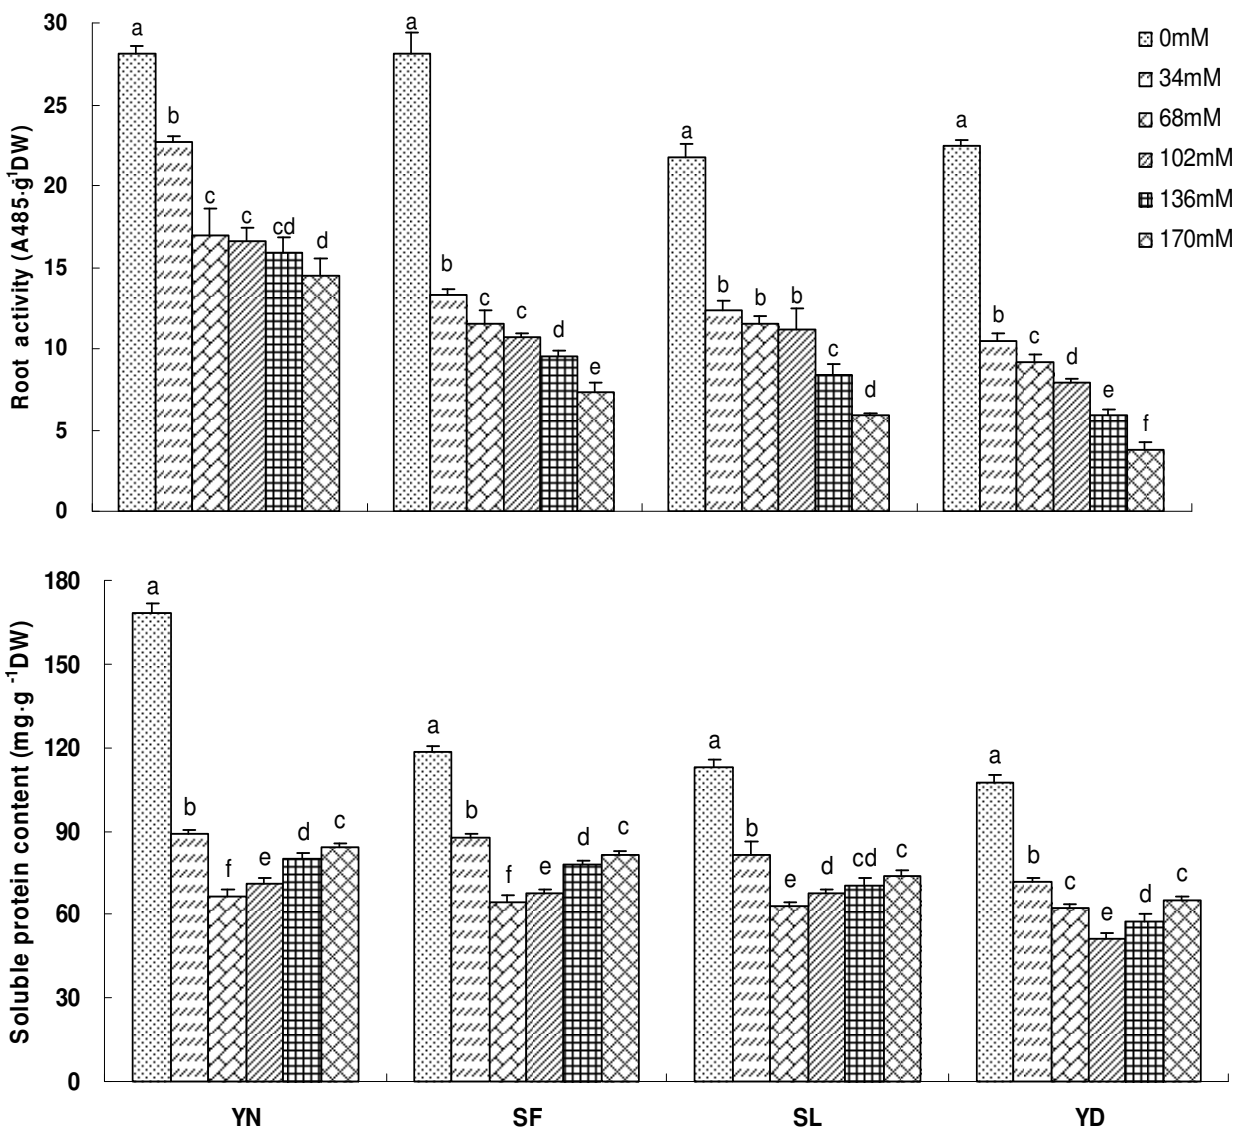 Root activity (A485·g¹DW)
30
25
20
15
10
5
0
a
b
c
c
cd
d
a
b
c
c
d
e
a
b
b
b
c
d
a
b
c
d
e
f
0mM
34mM
68mM
102mM
136mM
170mM
Soluble protein content (mg·g ⁻¹DW)
180
150
120
90
60
30
0
a
b
f
e
d
c
a
b
f
e
d
c
a
b
e
d
cd
c
a
b
c
e
d
c
YN
SF
SL
YD